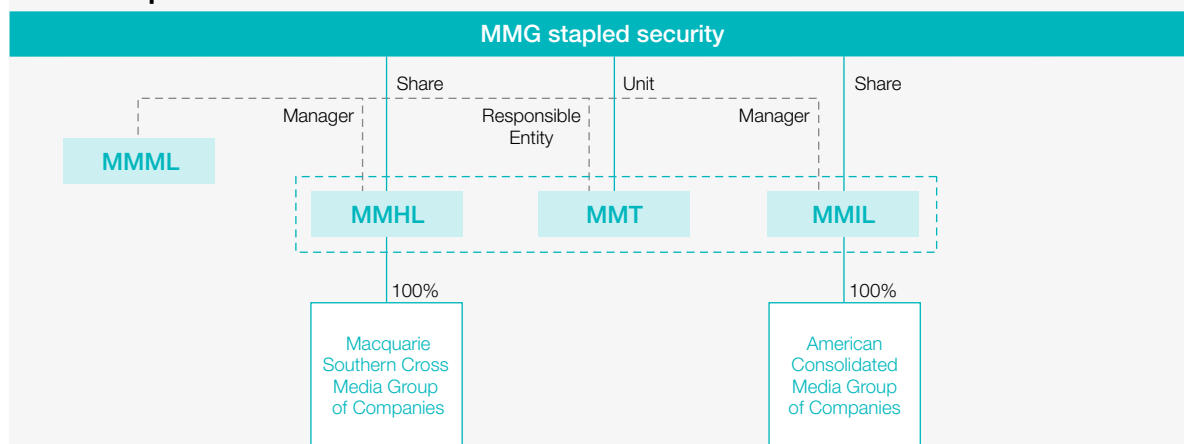 MMG stapled security
Share
Unit
Share
Manager
Responsible
Entity
Manager
MMML
MMHL
MMT
MMIL
100%
100%
Macquarie
Southern Cross
Media Group
of Companies
American
Consolidated
Media Group
of Companies